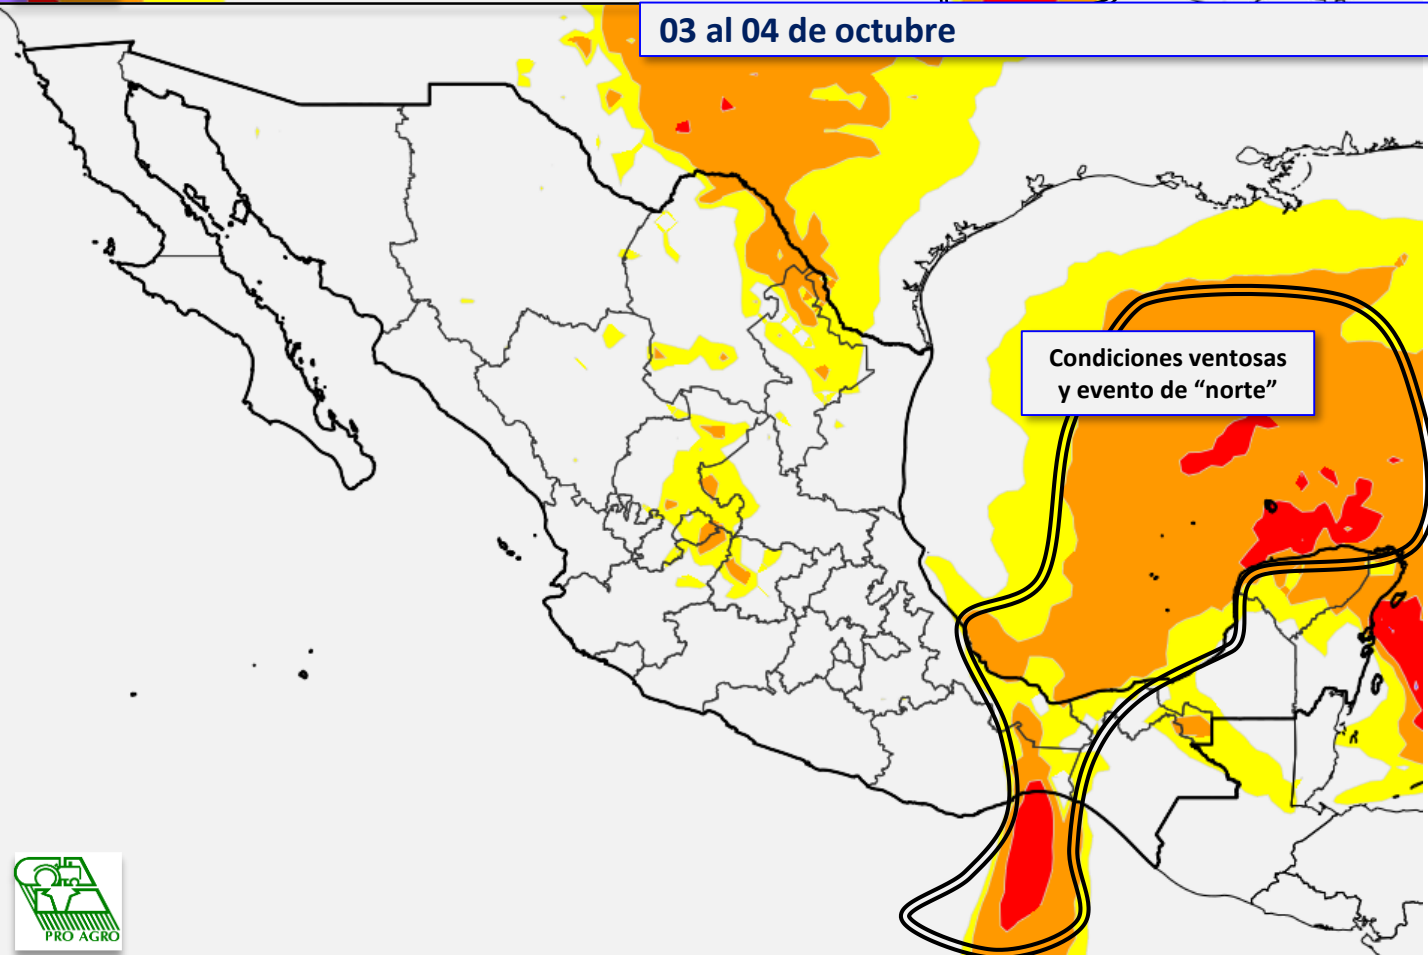 03 al 04 de octubre
Condiciones ventosas
y evento de “norte”
PRO AGRO